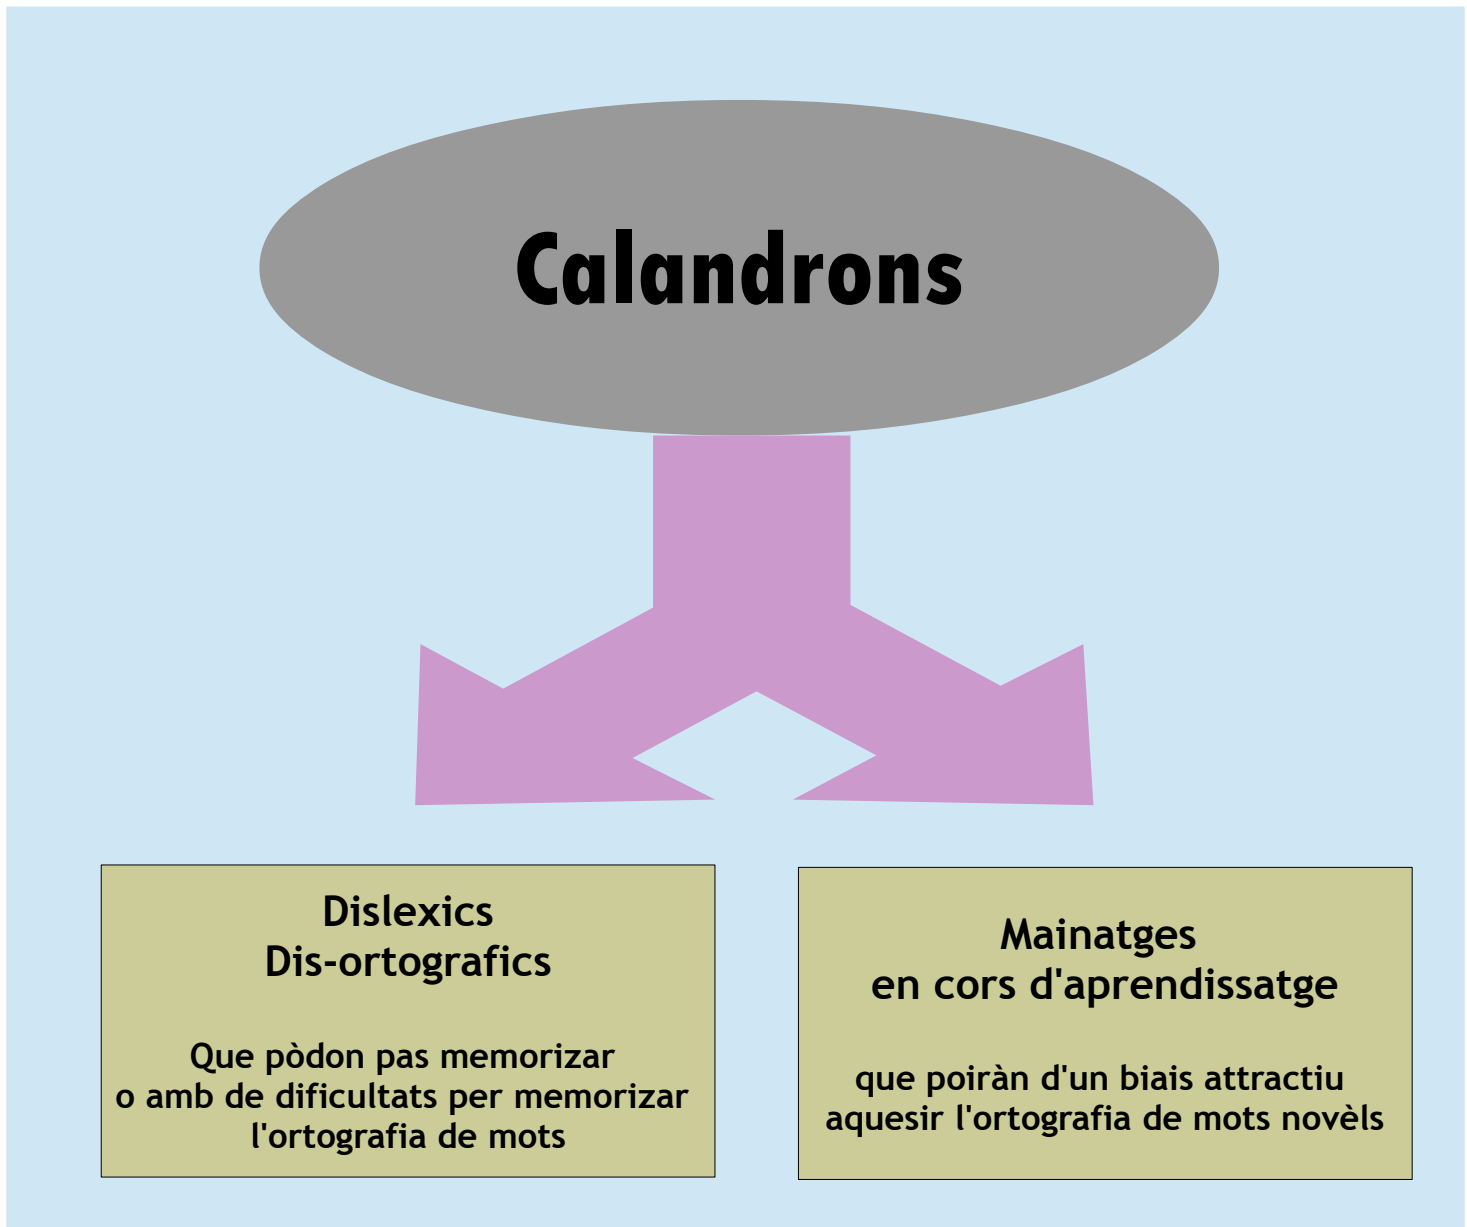 Calandrons
Dislexics
Dis-ortografics
Que pòdon pas memorizar
o amb de dificultats per memorizar
l'ortografia de mots
Mainatges
en cors d'aprendissatge
que poiràn d'un biais attractiu
aquesir l'ortografia de mots novèls